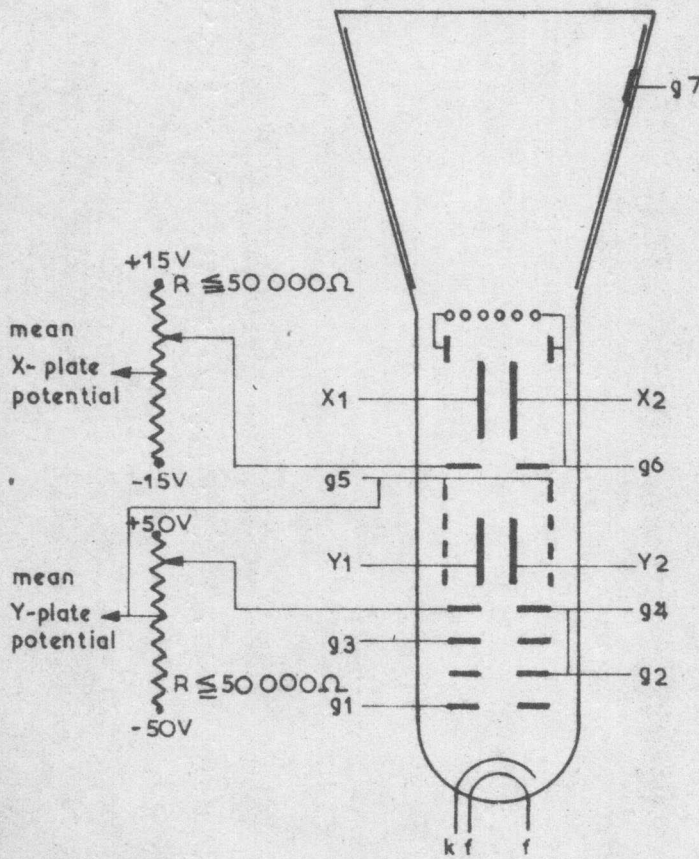 g7
+15V
R ≦50 000Ω
mean
X-plate
potential
X1
X2
-15V
g5
g6
+50V
Y1
Y2
mean
Y-plate
potential
g4
g3
R ≦50 000Ω
g2
g1
-50V
k f f